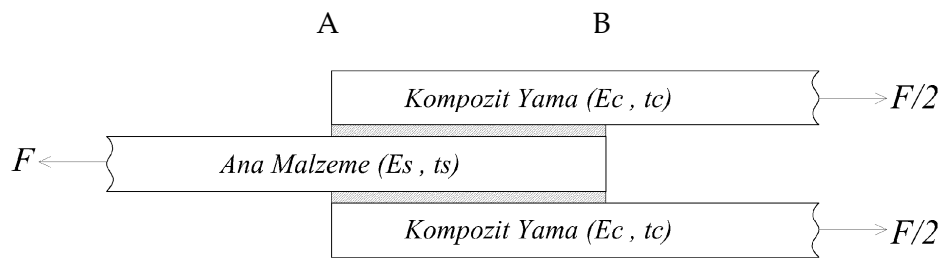 A B
Kompozit Yama (Ec , tc)
F/2
F
Ana Malzeme (Es , ts)
Kompozit Yama (Ec , tc)
F/2